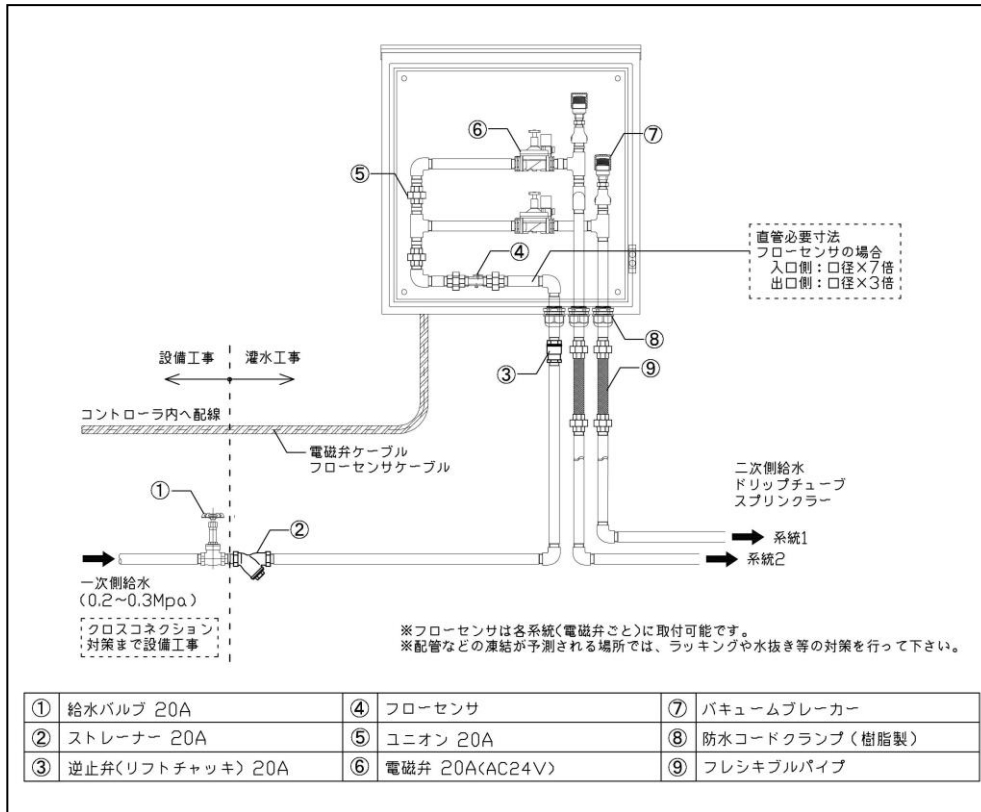 ⑥
⑦
⑤
④
直管必要寸法
フローセンサの場合
入口側：口径×7倍
出口側：口径×3倍
⑧
設備工事
灌水工事
③
⑨
コントローラ内へ配線
電磁弁ケーブル
フローセンサケーブル
①
②
二次側給水
ドリップチューブ
スプリンクラー
系統1
系統2
一次側給水
(0.2~0.3Mpa)
クロスコネクション
対策まで設備工事
※フローセンサは各系統(電磁弁ごと)に取付可能です。
※配管などの凍結が予測される場所では、ラッキングや水抜き等の対策を行って下さい。
① 給水バルブ 20A ④ フローセンサ ⑦ バキュームブレーカー
② ストレーナー 20A ⑤ ユニオン 20A ⑧ 防水コードクランプ(樹脂製)
③ 逆止弁(リフトチャッキ) 20A ⑥ 電磁弁 20A(AC24V) ⑨ フレシキブルパイプ